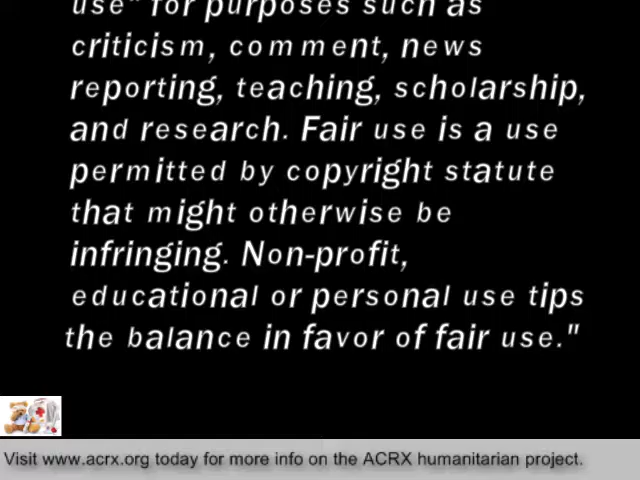 use" for purposes such as
criticism, comment, news
reporting, teaching, scholarship,
and research. Fair use is a use
permitted by copyright statute
that might otherwise be
infringing. Non-profit,
educational or personal use tips
the balance in favor of fair use."
Visit www.acrx.org today for more info on the ACRX humanitarian project.